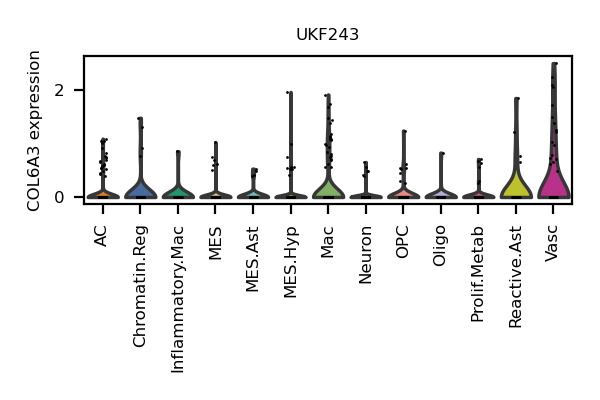 UKF243
COL6A3 expression
2
0
AC
Chromatin.Reg
Inflammatory.Mac
MES
MES.Ast
MES.Hyp
Mac
Neuron
OPC
Oligo
Prolif.Metab
Reactive.Ast
Vasc